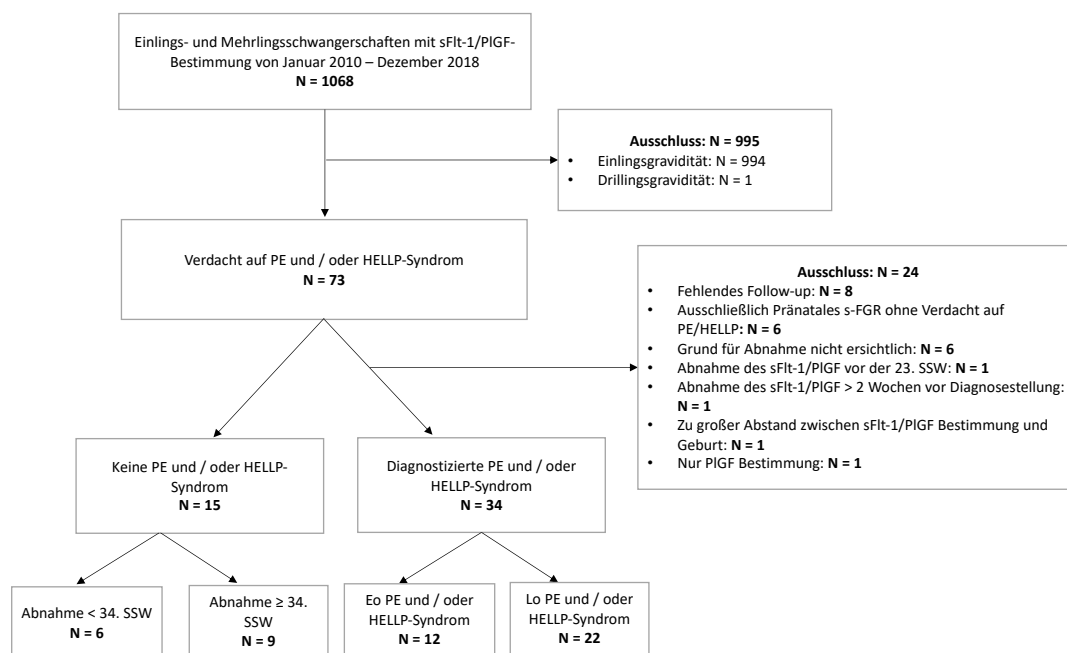 Einlings- und Mehrlingsschwangerschaften mit sFlt-1/PlGF-
Bestimmung von Januar 2010 – Dezember 2018
N = 1068
Ausschluss: N = 995
• Einlingsgravidität: N = 994
• Drillingsgravidität: N = 1
Verdacht auf PE und / oder HELLP-Syndrom
N = 73
Ausschluss: N = 24
• Fehlendes Follow-up: N = 8
• Ausschließlich Pränatales s-FGR ohne Verdacht auf
PE/HELLP: N = 6
• Grund für Abnahme nicht ersichtlich: N = 6
• Abnahme des sFlt-1/PlGF vor der 23. SSW: N = 1
• Abnahme des sFlt-1/PlGF > 2 Wochen vor Diagnosestellung:
N = 1
• Zu großer Abstand zwischen sFlt-1/PlGF Bestimmung und
Geburt: N = 1
• Nur PlGF Bestimmung: N = 1
Keine PE und / oder HELLP-
Syndrom
N = 15
Diagnostizierte PE und / oder
HELLP-Syndrom
N = 34
Abnahme < 34. SSW
N = 6
Abnahme ≥ 34.
SSW
N = 9
Eo PE und / oder
HELLP-Syndrom
N = 12
Lo PE und / oder
HELLP-Syndrom
N = 22